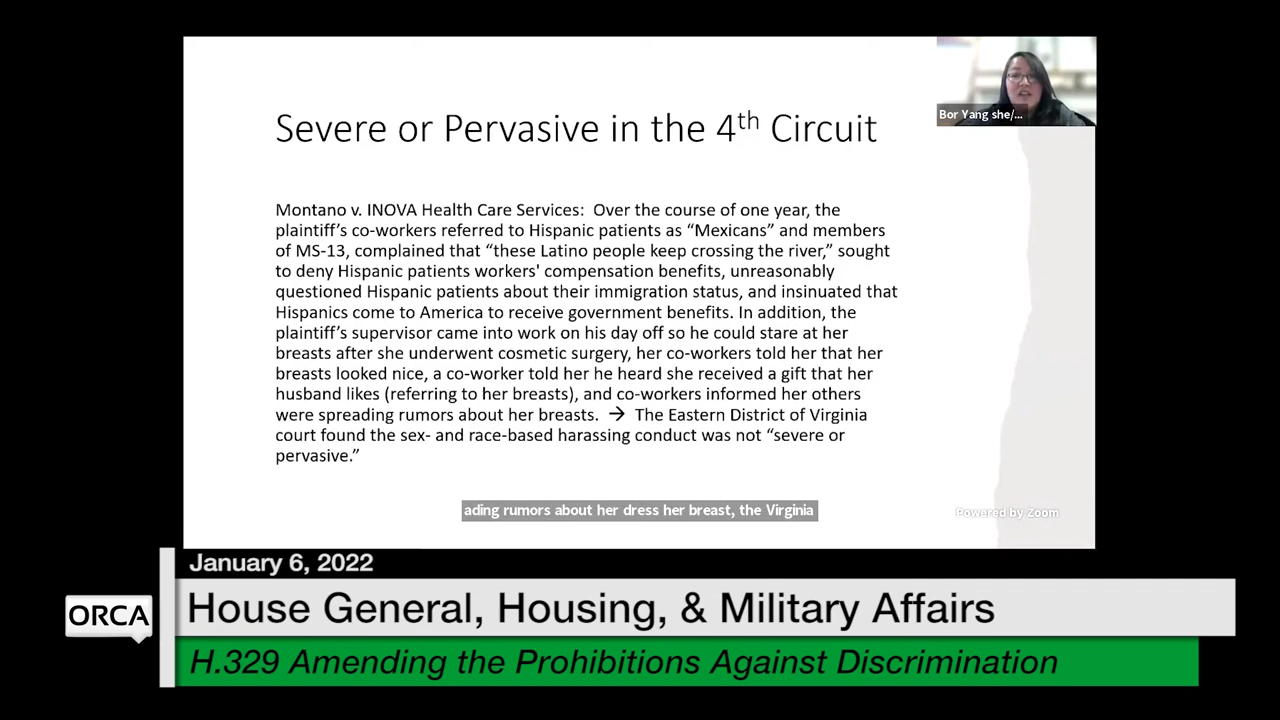 Severe or Pervasive in the 4th Circuit
Bor Yang she/...
Montano v. INOVA Health Care Services: Over the course of one year, the
plaintiff’s co-workers referred to Hispanic patients as “Mexicans” and members
of MS-13, complained that “these Latino people keep crossing the river,” sought
to deny Hispanic patients workers' compensation benefits, unreasonably
questioned Hispanic patients about their immigration status, and insinuated that
Hispanics come to America to receive government benefits. In addition, the
plaintiff’s supervisor came into work on his day off so he could stare at her
breasts after she underwent cosmetic surgery, her co-workers told her that her
breasts looked nice, a co-worker told her he heard she received a gift that her
husband likes (referring to her breasts), and co-workers informed her others
were spreading rumors about her breasts. → The Eastern District of Virginia
court found the sex- and race-based harassing conduct was not “severe or
pervasive.”
ading rumors about her dress her breast, the Virginia
Powered by Zoom
January 6, 2022
ORCA
House General, Housing, & Military Affairs
H.329 Amending the Prohibitions Against Discrimination